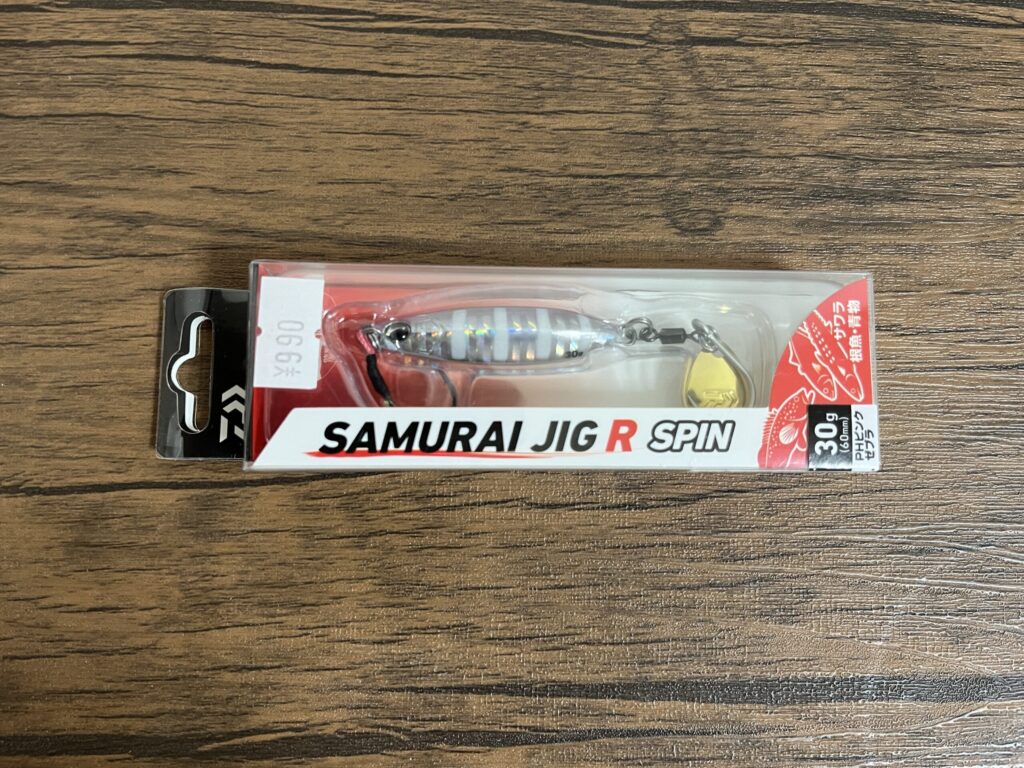 ¥990
SAMURAI JIG R SPIN
サワラ
根魚・青物
30g
(60mm)
PHピンク
ゼブラ